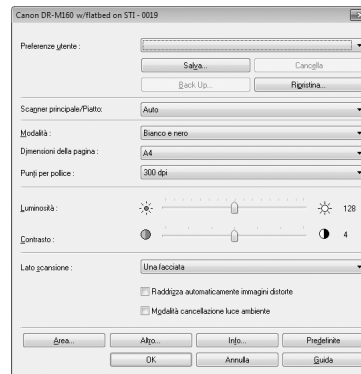 Canon DR-M160 w/flatbed on STI - 0019
Preferenze utente :
Salva... Cancella
Back Up... Ripristina...
Scanner principale/Piatto: Auto
Modalità : Bianco e nero
Dimensioni della pagina : A4
Punti per pollice : 300 dpi
Luminosità : 128
Contrasto : 4
Lato scansione : Una facciata
Raddrizza automaticamente immagini distorte
Modalità cancellazione luce ambiente
Area... Altro... Info... Predefinite
OK Annulla Guida